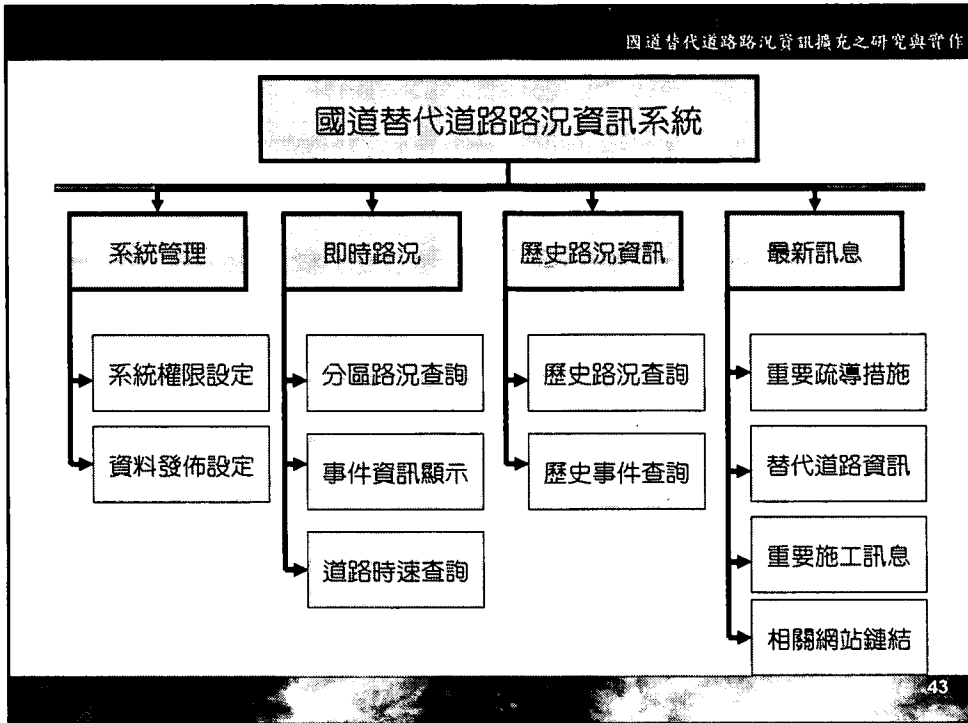 國道替代道路路況資訊擴充之研究與實作
國道替代道路路況資訊系統
系統管理
即時路況
歷史路況資訊
最新訊息
系統權限設定
分區路況查詢
歷史路況查詢
重要疏導措施
資料發佈設定
事件資訊顯示
歷史事件查詢
替代道路資訊
道路時速查詢
重要施工訊息
相關網站鏈結
43